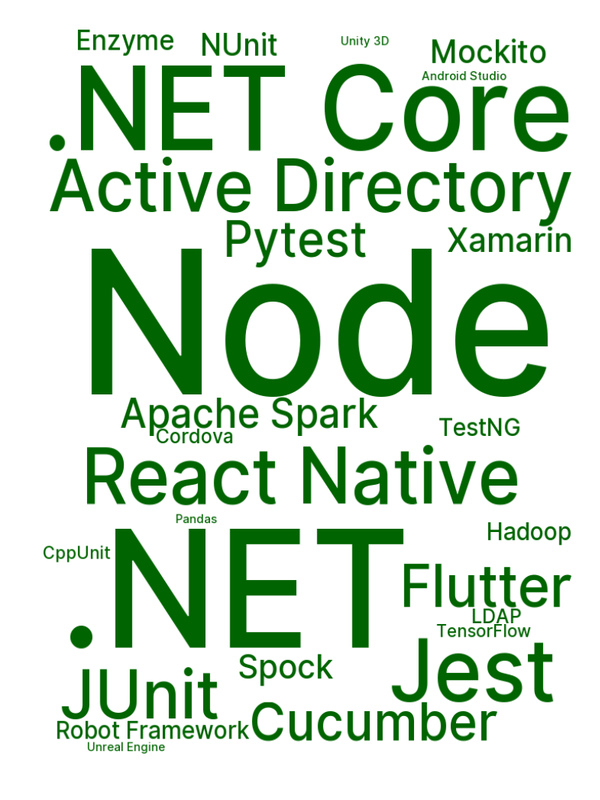 Enzyme
NUnit
Unity 3D
Mockito
Android Studio
.NET Core
Active Directory
Pytest
Xamarin
Node
Apache Spark
Cordova
TestNG
React Native
Pandas
Hadoop
CppUnit
.NET
Flutter
LDAP
TensorFlow
Jest
Spock
JUnit
Cucumber
Robot Framework
Unreal Engine